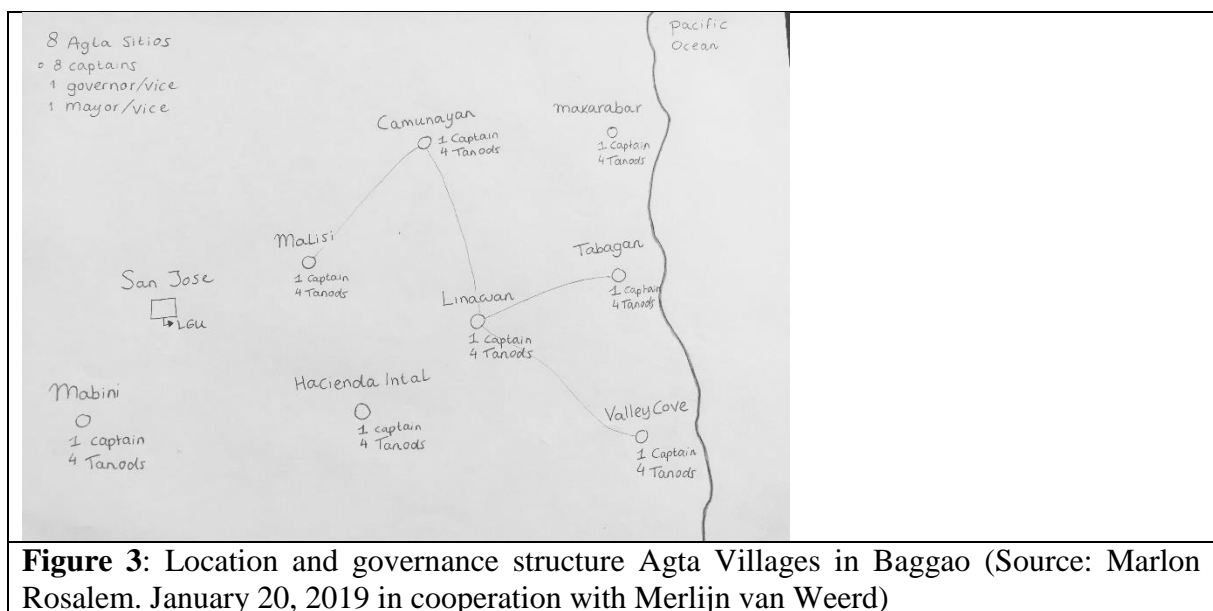 8 Agta Sitios
o 8 captains
1 governor/vice
1 mayor/vice
Pacific
Ocean
Camunayan
1 Captain
4 Tanods
maxarabar
1 Captain
4 Tanods
Malisi
1 Captain
4 Tanods
San Jose
LGU
Linawan
1 Captain
4 Tanods
Tabagan
1 Captain
4 Tanods
Mabini
1 captain
4 Tanods
Hacienda Intal
1 captain
4 Tanods
Valley Cove
1 Captain
4 Tanods
Figure 3: Location and governance structure Agta Villages in Baggao (Source: Marlon
Rosalem. January 20, 2019 in cooperation with Merlijn van Weerd)